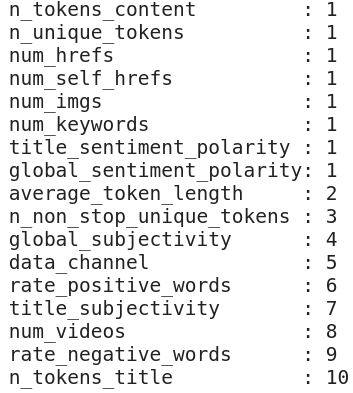 n_tokens_content         : 1
n_unique_tokens          : 1
num_hrefs                : 1
num_self_hrefs           : 1
num_imgs                 : 1
num_keywords             : 1
title_sentiment_polarity : 1
global_sentiment_polarity: 1
average_token_length     : 2
n_non_stop_unique_tokens : 3
global_subjectivity      : 4
data_channel             : 5
rate_positive_words      : 6
title_subjectivity       : 7
num_videos               : 8
rate_negative_words      : 9
n_tokens_title           : 10